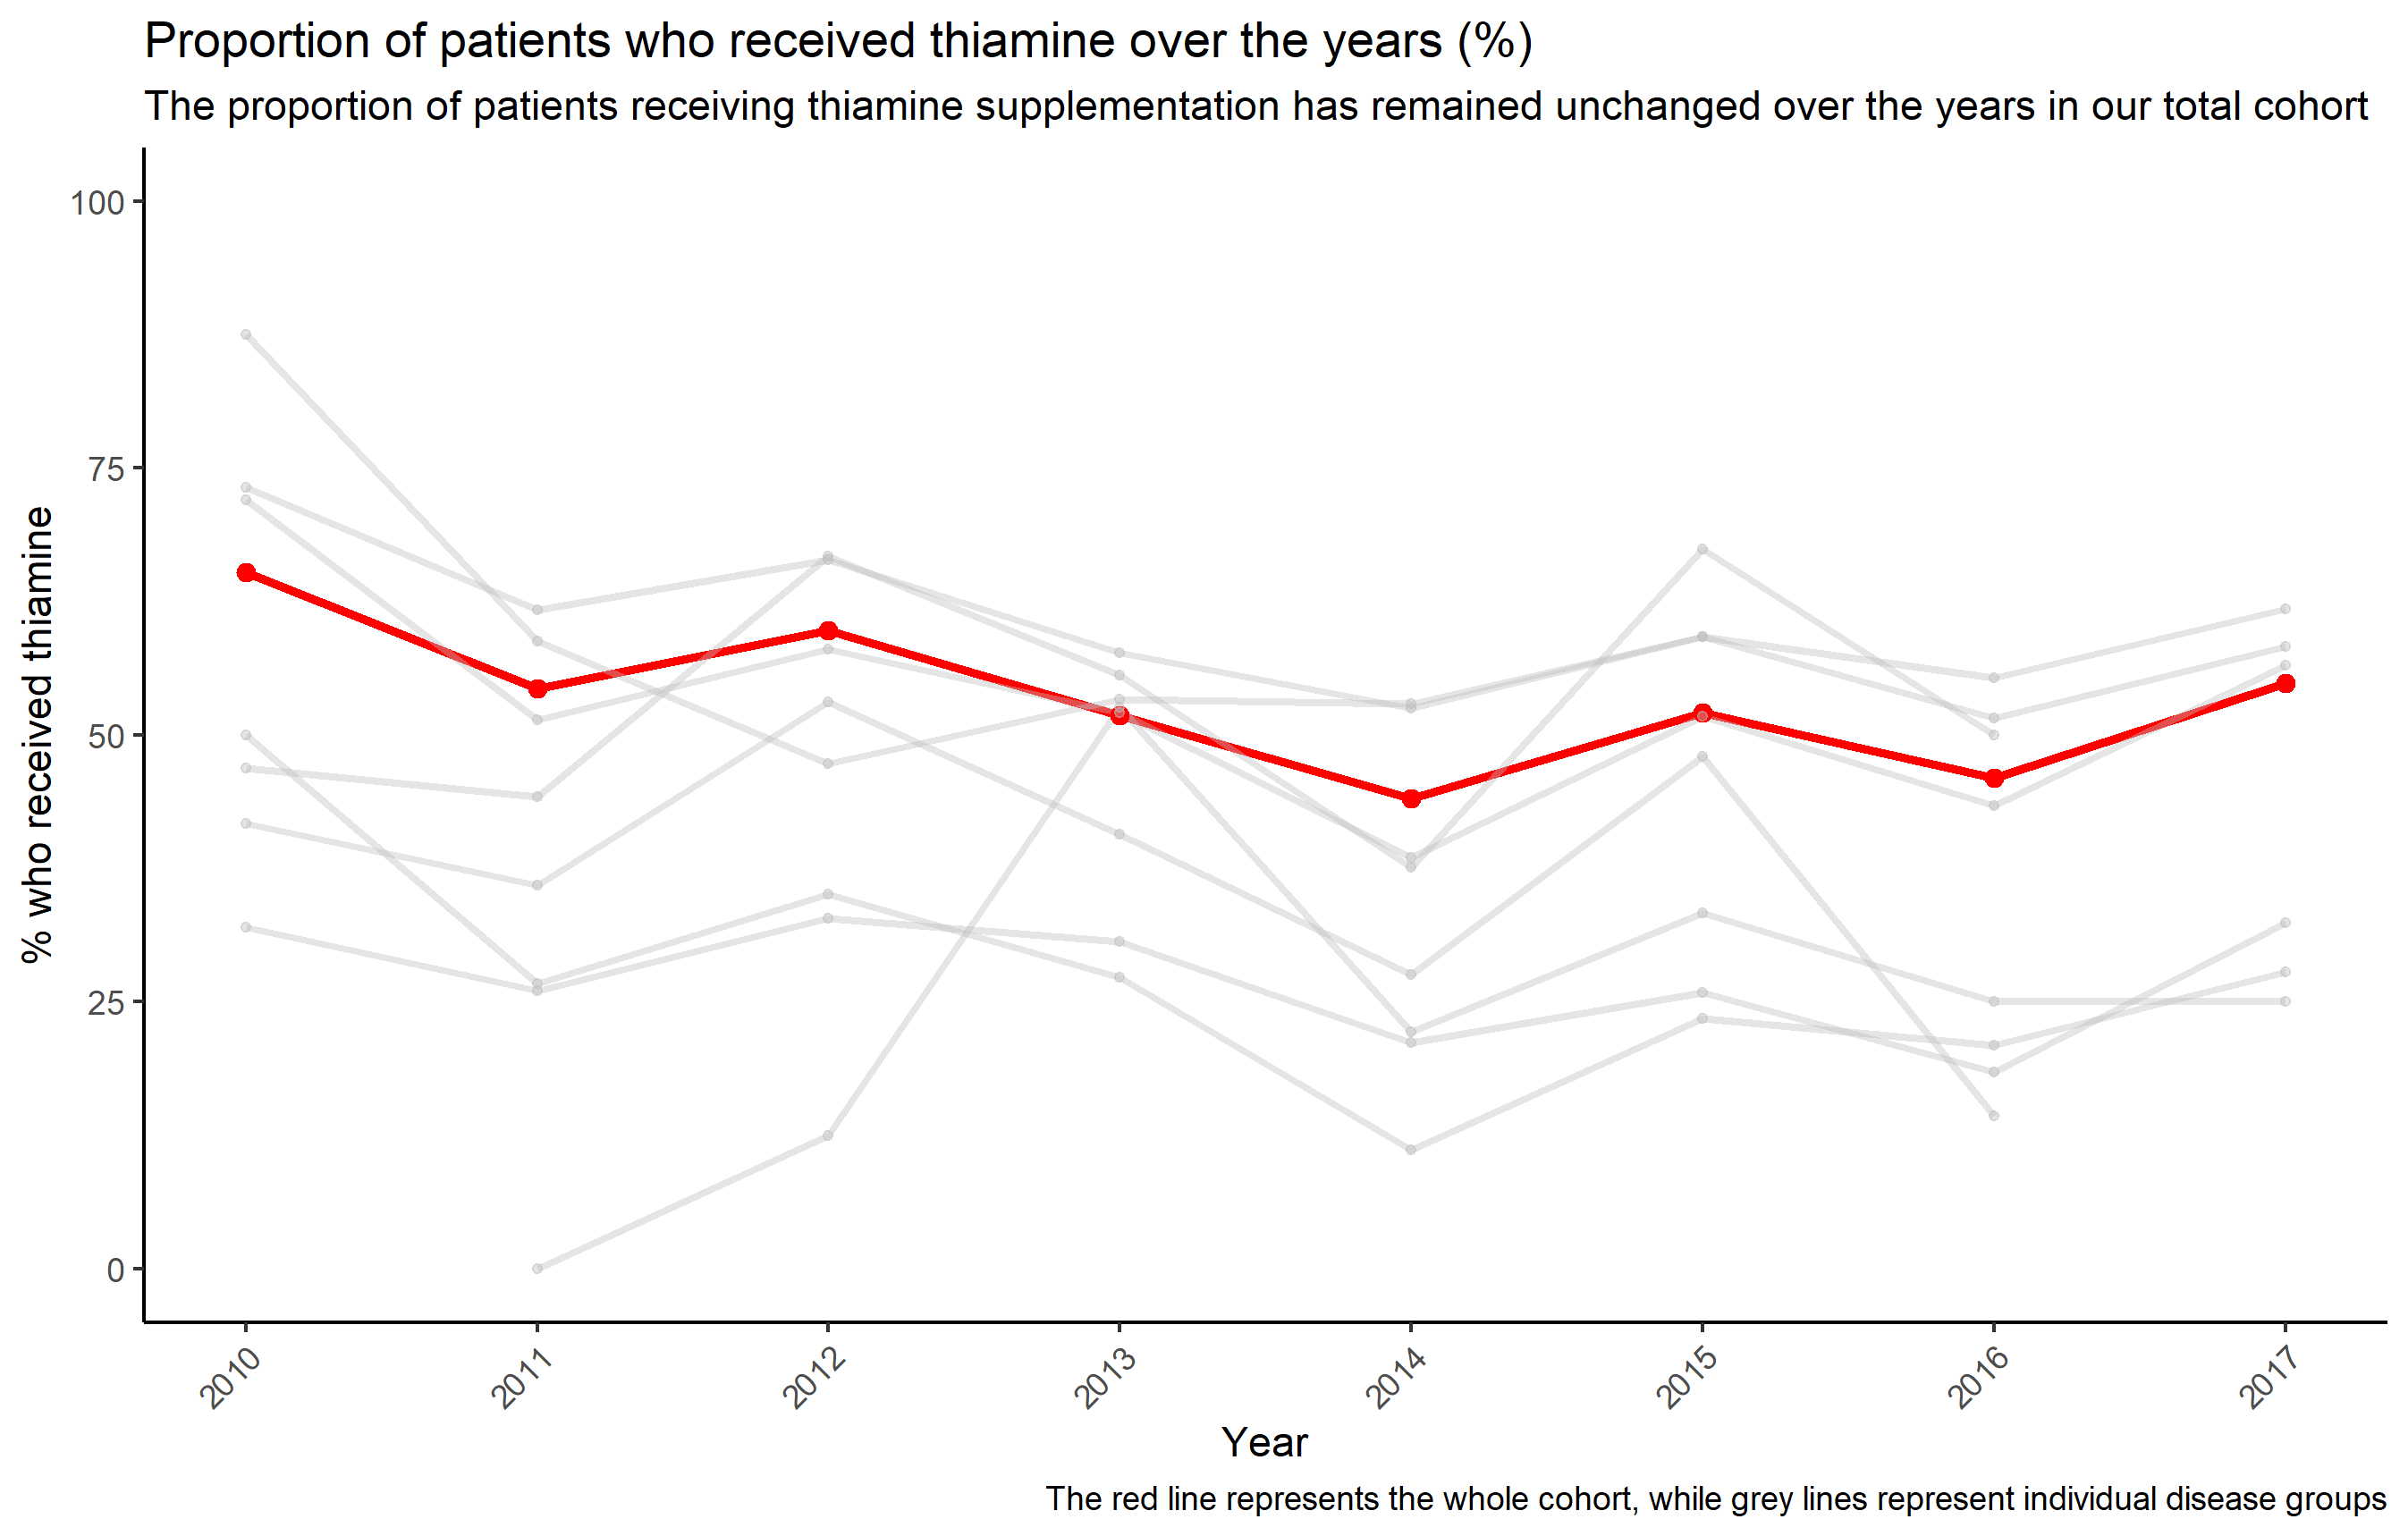 Proportion of patients who received thiamine over the years (%)
The proportion of patients receiving thiamine supplementation has remained unchanged over the years in our total cohort
% who received thiamine
100
75
50
25
0
2010
2011
2012
2013
2014
2015
2016
2017
Year
The red line represents the whole cohort, while grey lines represent individual disease groups